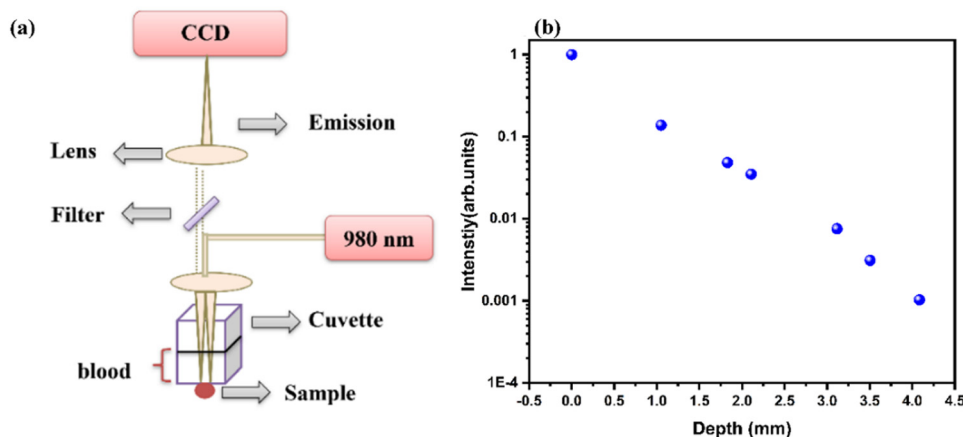 (a)
CCD
Emission
Lens
Filter
980 nm
Cuvette
blood
Sample
(b)
1
0.1
0.01
0.001
1E-4
Intenstiy(arb.units)
-0.5 0.0 0.5 1.0 1.5 2.0 2.5 3.0 3.5 4.0 4.5
Depth (mm)